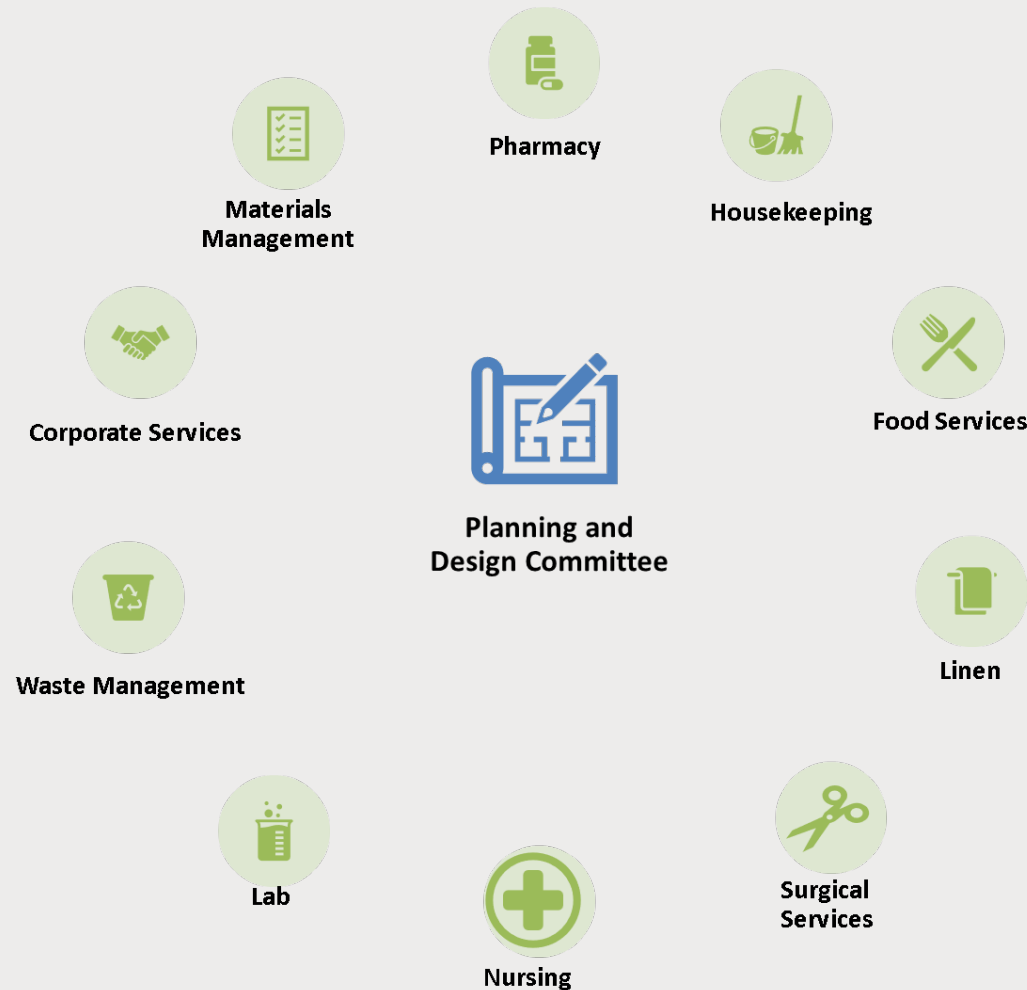 Pharmacy
Materials
Management
Housekeeping
Corporate Services
Food Services
Planning and
Design Committee
Waste Management
Linen
Lab
Surgical
Services
Nursing